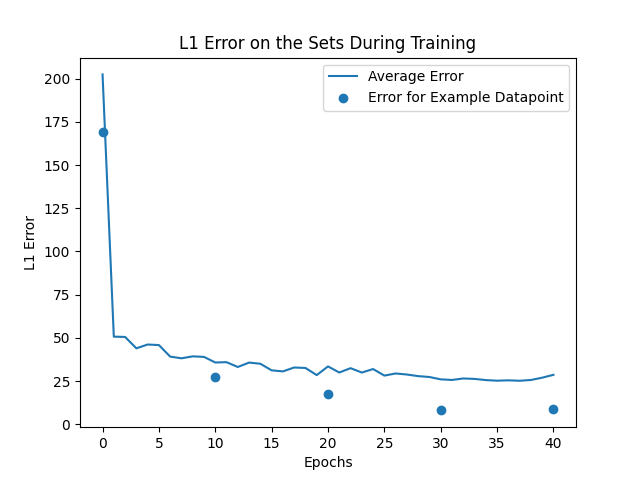 L1 Error on the Sets During Training
Average Error
Error for Example Datapoint
L1 Error
200
175
150
125
100
75
50
25
0
0 5 10 15 20 25 30 35 40
Epochs